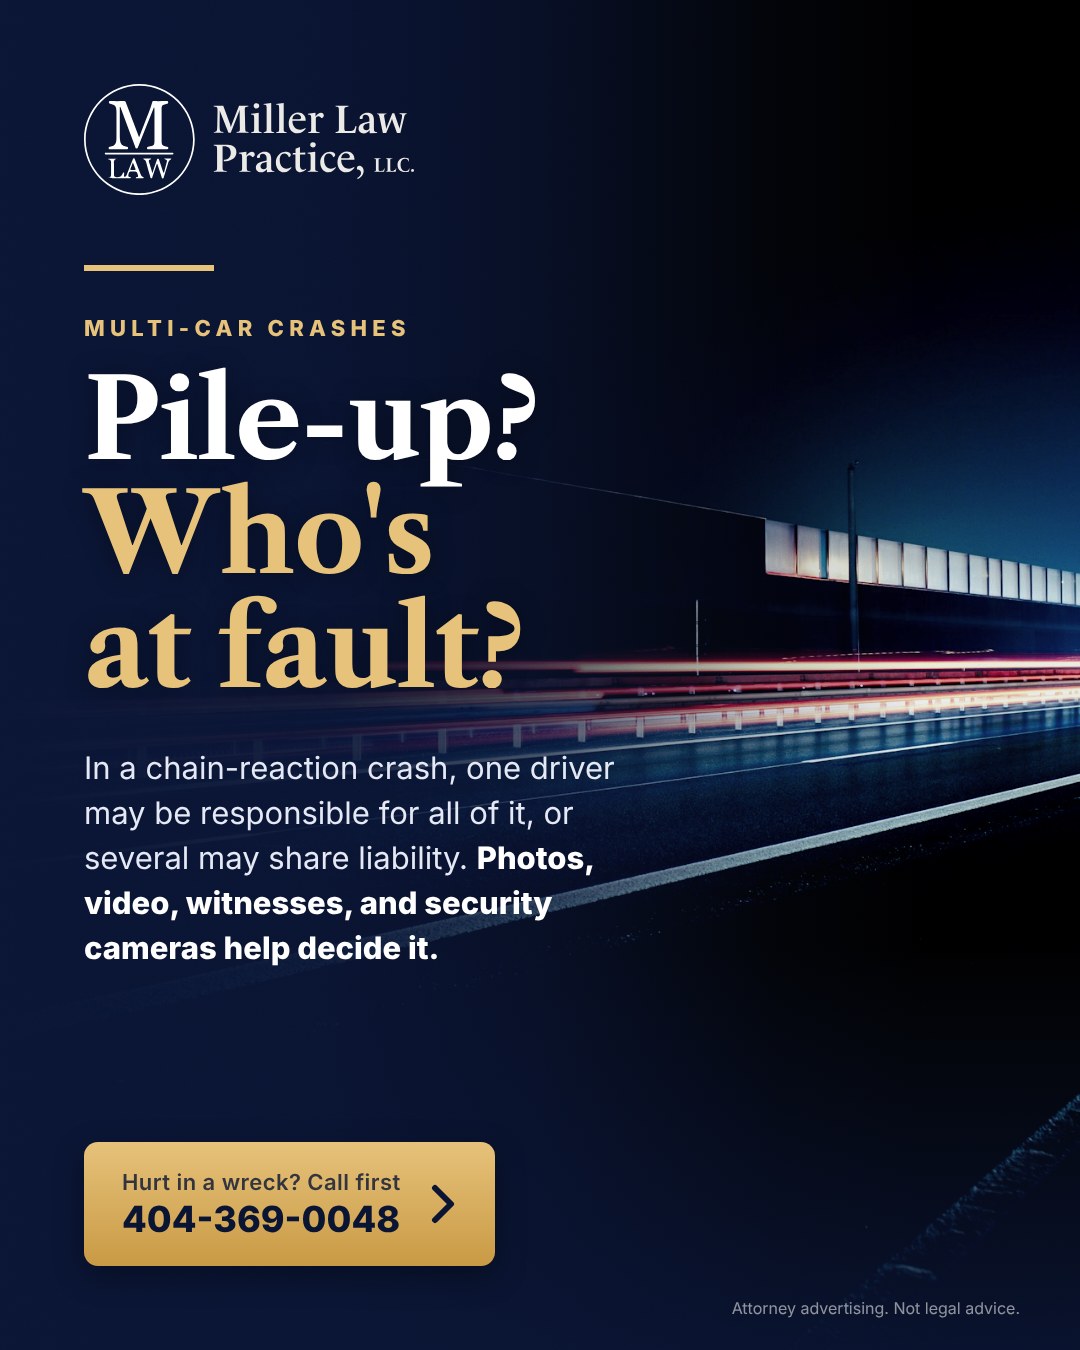 M
LAW
Miller Law
Practice, LLC.
MULTI-CAR CRASHES
Pile-up?
Who's
at fault?
In a chain-reaction crash, one driver
may be responsible for all of it, or
several may share liability. Photos,
video, witnesses, and security
cameras help decide it.
Hurt in a wreck? Call first
404-369-0048
Attorney advertising. Not legal advice.